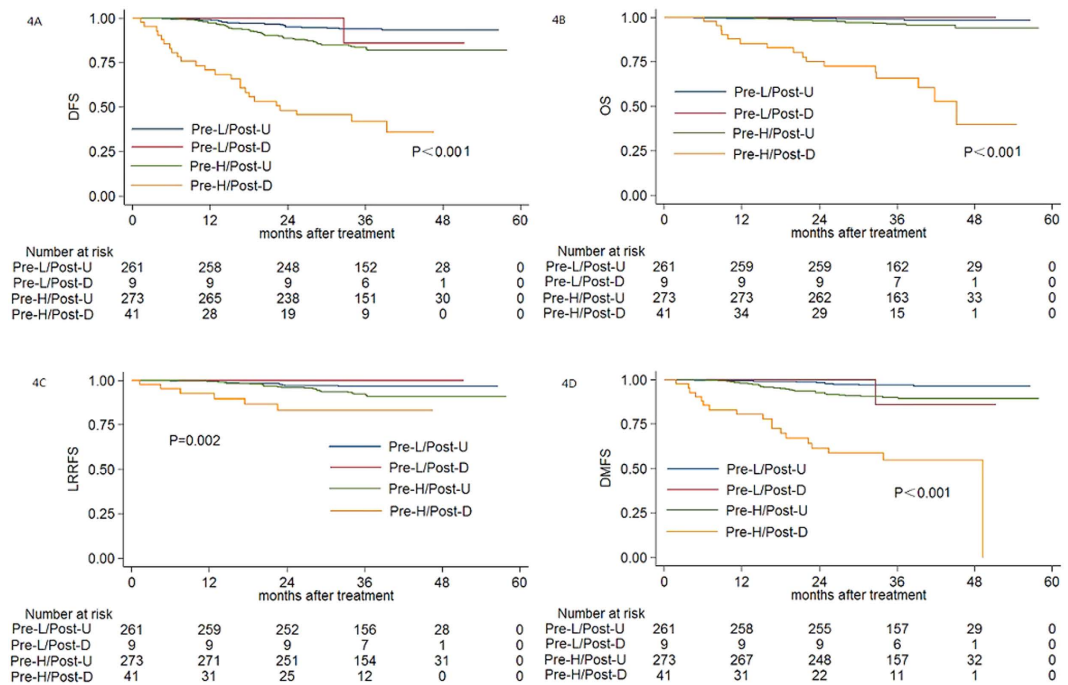 4A
1.00
0.75
0.50
0.25
0.00
DFS
Pre-L/Post-U
Pre-L/Post-D
Pre-H/Post-U
Pre-H/Post-D
P<0.001
0 12 24 36 48 60
months after treatment
Number at risk
Pre-L/Post-U 261 258 248 152 28 0
Pre-L/Post-D 9 9 9 6 1 0
Pre-H/Post-U 273 265 238 151 30 0
Pre-H/Post-D 41 28 19 9 0 0
4B
1.00
0.75
0.50
0.25
0.00
OS
Pre-L/Post-U
Pre-L/Post-D
Pre-H/Post-U
Pre-H/Post-D
P<0.001
0 12 24 36 48 60
months after treatment
Number at risk
Pre-L/Post-U 261 259 259 162 29 0
Pre-L/Post-D 9 9 9 7 1 0
Pre-H/Post-U 273 273 262 163 33 0
Pre-H/Post-D 41 34 29 15 1 0
4C
1.00
0.75
0.50
0.25
0.00
LRRFS
P=0.002
Pre-L/Post-U
Pre-L/Post-D
Pre-H/Post-U
Pre-H/Post-D
0 12 24 36 48 60
months after treatment
Number at risk
Pre-L/Post-U 261 259 252 156 28 0
Pre-L/Post-D 9 9 9 7 1 0
Pre-H/Post-U 273 271 251 154 31 0
Pre-H/Post-D 41 31 25 12 0 0
4D
1.00
0.75
0.50
0.25
0.00
DMFS
Pre-L/Post-U
Pre-L/Post-D
Pre-H/Post-U
Pre-H/Post-D
P<0.001
0 12 24 36 48 60
months after treatment
Number at risk
Pre-L/Post-U 261 258 255 157 29 0
Pre-L/Post-D 9 9 9 6 1 0
Pre-H/Post-U 273 267 248 157 32 0
Pre-H/Post-D 41 31 22 11 1 0